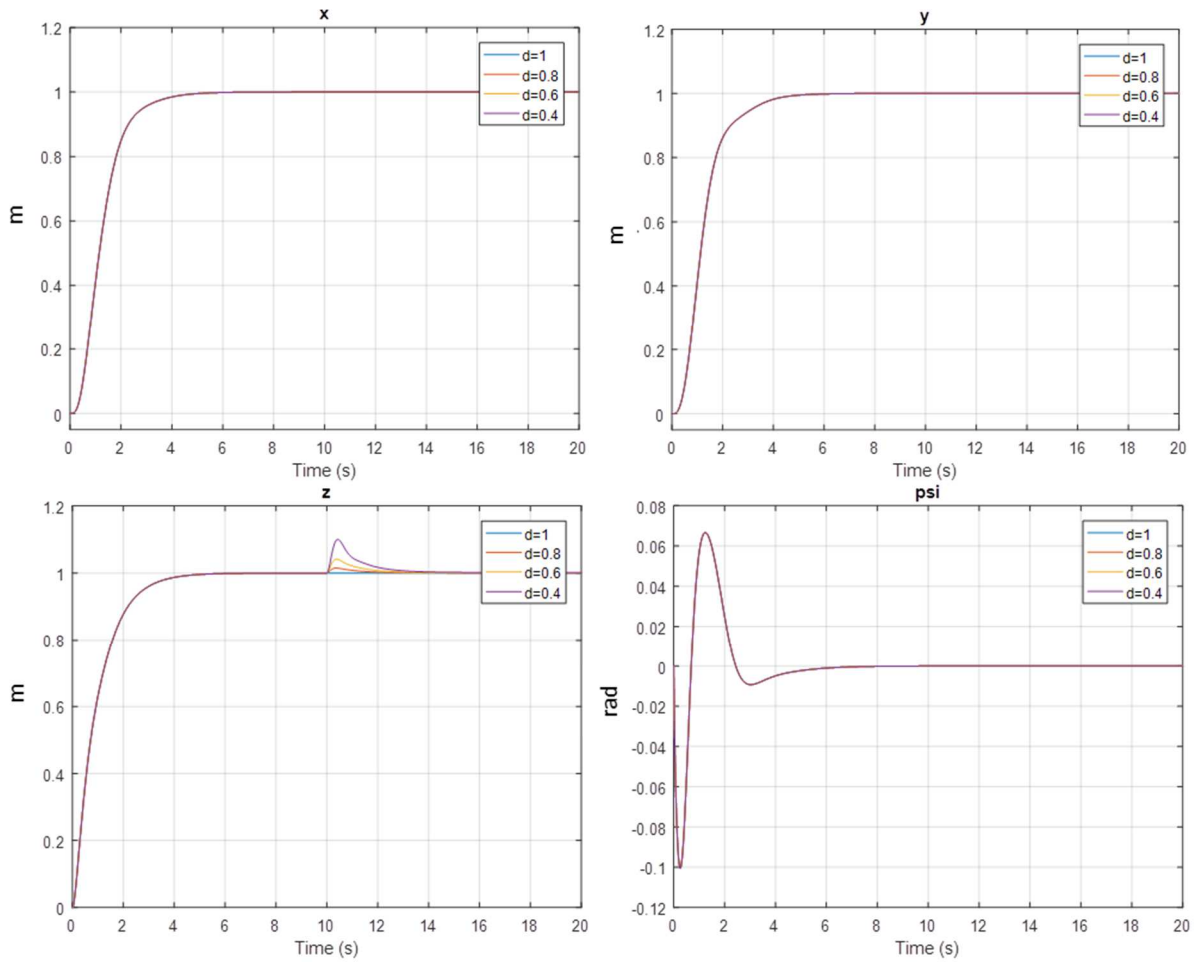 x
1.2
1
0.8
0.6
0.4
0.2
0
m
d=1
d=0.8
d=0.6
d=0.4
0 2 4 6 8 10 12 14 16 18 20
Time (s)
y
1.2
1
0.8
0.6
0.4
0.2
0
m
d=1
d=0.8
d=0.6
d=0.4
0 2 4 6 8 10 12 14 16 18 20
Time (s)
z
1.2
1
0.8
0.6
0.4
0.2
0
m
d=1
d=0.8
d=0.6
d=0.4
0 2 4 6 8 10 12 14 16 18 20
Time (s)
psi
0.08
0.06
0.04
0.02
0
-0.02
-0.04
-0.06
-0.08
-0.1
-0.12
rad
d=1
d=0.8
d=0.6
d=0.4
0 2 4 6 8 10 12 14 16 18 20
Time (s)